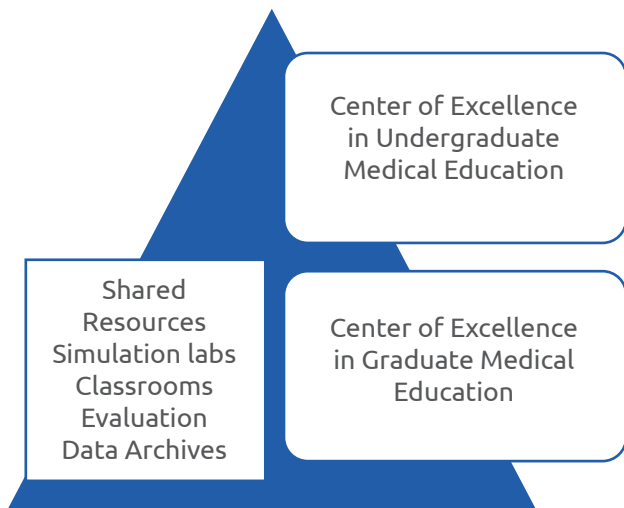 Center of Excellence
in Undergraduate
Medical Education
Shared
Resources
Simulation labs
Classrooms
Evaluation
Data Archives
Center of Excellence
in Graduate Medical
Education